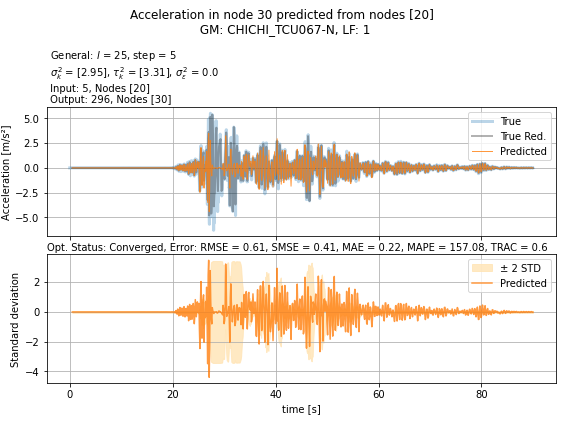 Acceleration in node 30 predicted from nodes [20]
GM: CHICHI_TCU067-N, LF: 1
General: l = 25, step = 5
σ²ₖ = [2.95], τ²ₖ = [3.31], σ²ε = 0.0
Input: 5, Nodes [20]
Output: 296, Nodes [30]
5.0
2.5
0.0
−2.5
−5.0
Acceleration [m/s²]
True
True Red.
Predicted
Opt. Status: Converged, Error: RMSE = 0.61, SMSE = 0.41, MAE = 0.22, MAPE = 157.08, TRAC = 0.6
2
0
−2
−4
Standard deviation
± 2 STD
Predicted
0 20 40 60 80
time [s]